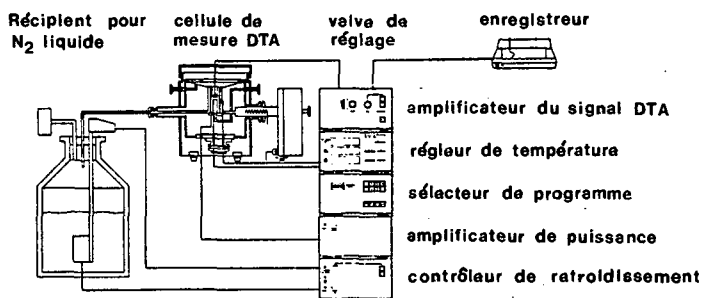 Récipient pour
N2 liquide
cellule de
mesure DTA
valve de
réglage
enregistreur
amplificateur du signal DTA
régleur de température
sélecteur de programme
amplificateur de puissance
contrôleur de ratroidissement